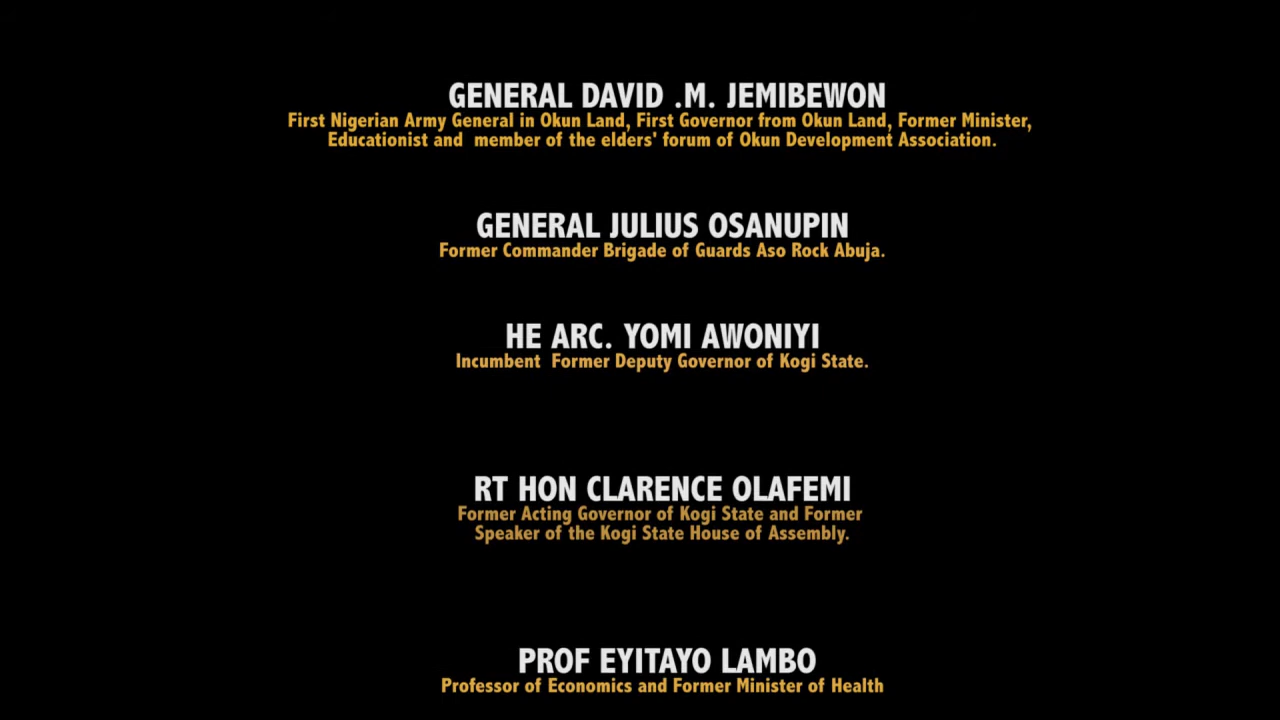 GENERAL DAVID .M. JEMIBEWON
First Nigerian Army General in Okun Land, First Governor from Okun Land, Former Minister,
Educationist and  member of the elders' forum of Okun Development Association.
GENERAL JULIUS OSANUPIN
Former Commander Brigade of Guards Aso Rock Abuja.
HE ARC. YOMI AWONIYI
Incumbent  Former Deputy Governor of Kogi State.
RT HON CLARENCE OLAFEMI
Former Acting Governor of Kogi State and Former
Speaker of the Kogi State House of Assembly.
PROF EYITAYO LAMBO
Professor of Economics and Former Minister of Health